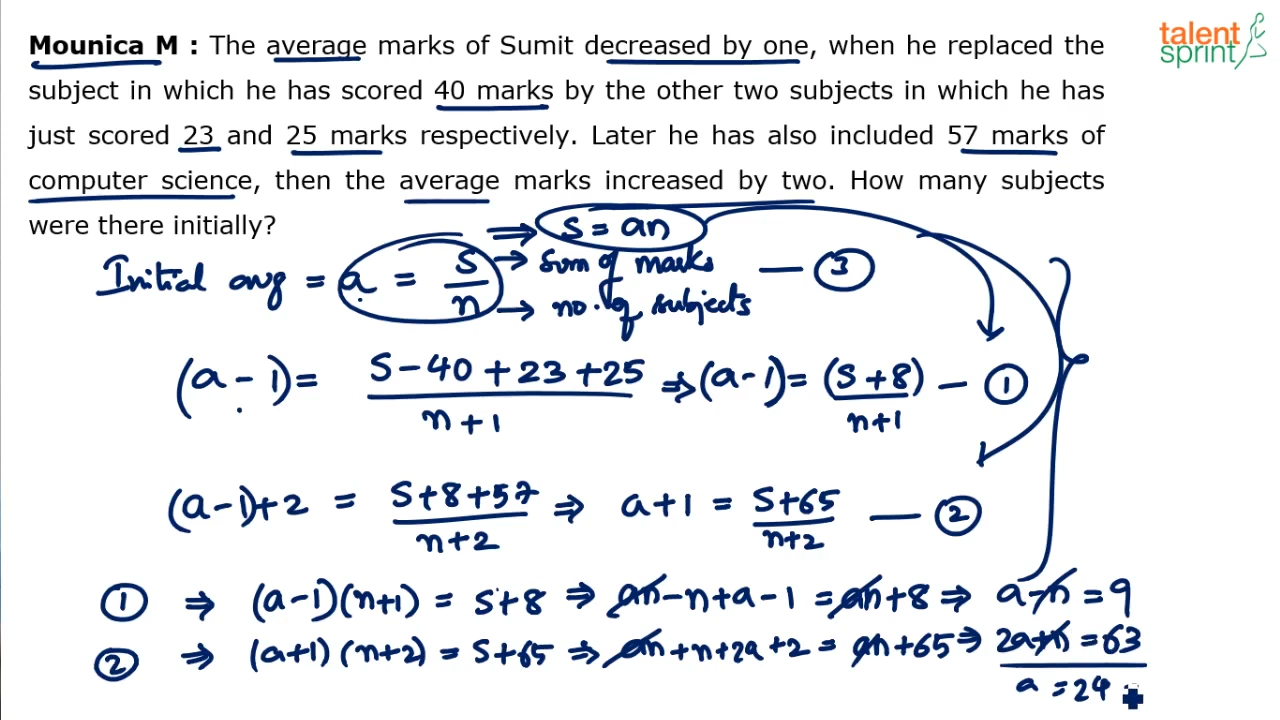 talent
sprint
Mounica M : The average marks of Sumit decreased by one, when he replaced the
subject in which he has scored 40 marks by the other two subjects in which he has
just scored 23 and 25 marks respectively. Later he has also included 57 marks of
computer science, then the average marks increased by two. How many subjects
were there initially?
⇒ S = an
Initial avg = a = S/n → sum of marks — ③
→ no. of subjects
(a - 1) = (S - 40 + 23 + 25)/(n + 1) ⇒ (a - 1) = (S + 8)/(n+1) — ①
(a - 1) + 2 = (S + 8 + 57)/(n+2) ⇒ a + 1 = (S + 65)/(n+2) — ②
① ⇒ (a-1)(n+1) = S+8 ⇒ an - n + a - 1 = an + 8 ⇒ a - n = 9
② ⇒ (a+1)(n+2) = S+65 ⇒ an + n + 2a + 2 = an + 65 ⇒ 2a + n = 63
a = 24